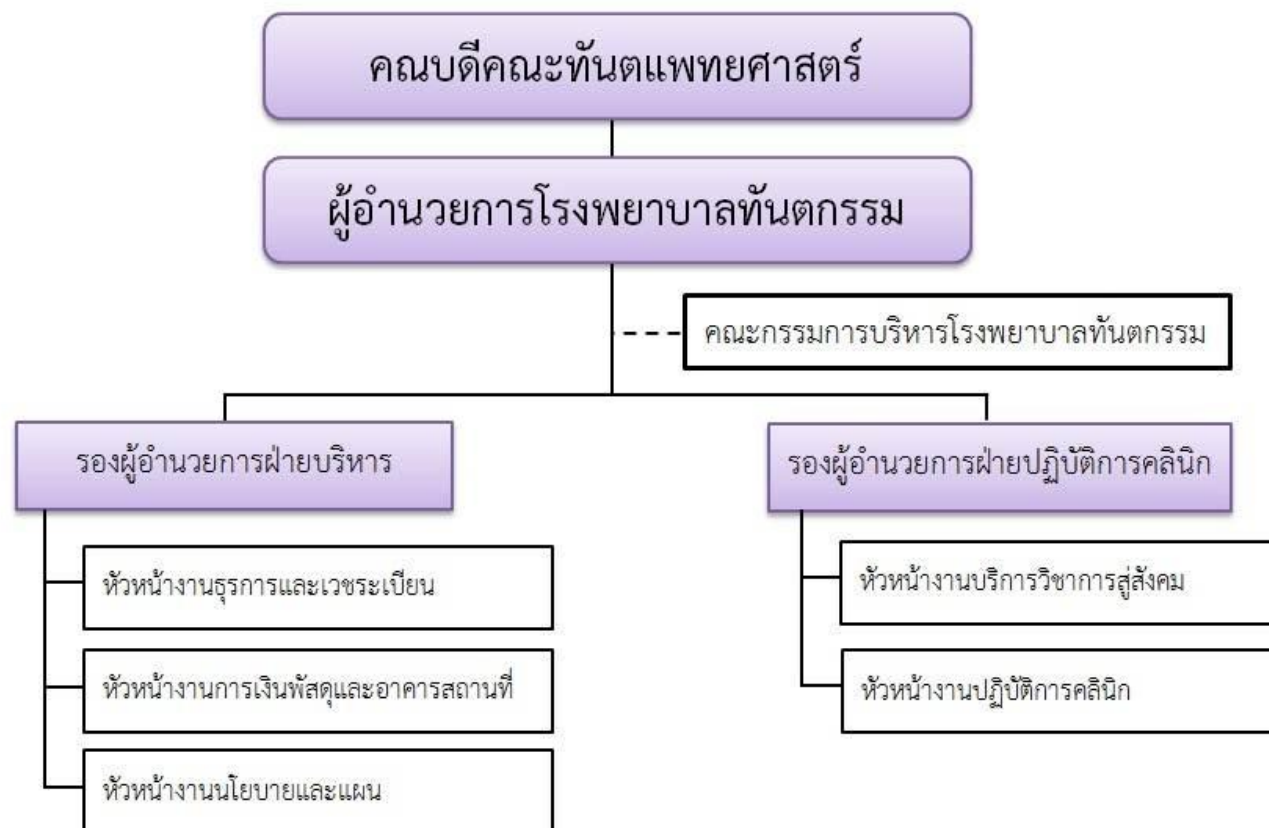 คณบดีคณะทันตแพทยศาสตร์
ผู้อำนวยการโรงพยาบาลทันตกรรม
คณะกรรมการบริหารโรงพยาบาลทันตกรรม
รองผู้อำนวยการฝ่ายบริหาร
หัวหน้างานธุรการและเวชระเบียน
หัวหน้างานการเงินพัสดุและอาคารสถานที่
หัวหน้างานนโยบายและแผน
รองผู้อำนวยการฝ่ายปฏิบัติการคลินิก
หัวหน้างานบริการวิชาการสู่สังคม
หัวหน้างานปฏิบัติการคลินิก